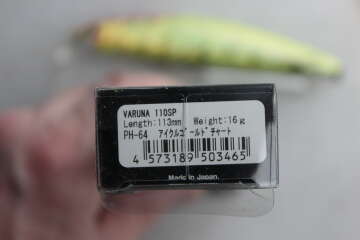 VARUNA 110SP
Length:113mm Weight:16g
PH-64 アイクルゴールドチャート
4 573189 503465
Made in Japan.